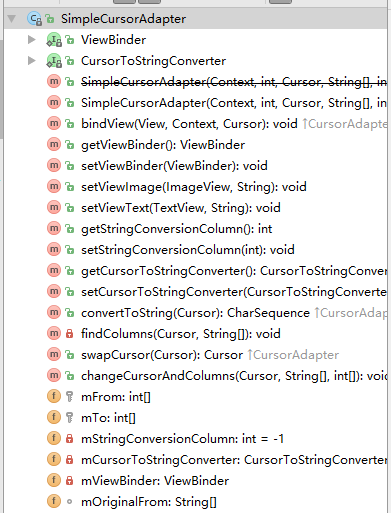 SimpleCursorAdapter
ViewBinder
CursorToStringConverter
SimpleCursorAdapter(Context, int, Cursor, String[], in
SimpleCursorAdapter(Context, int, Cursor, String[], in
bindView(View, Context, Cursor): void ↑CursorAdapte
getViewBinder(): ViewBinder
setViewBinder(ViewBinder): void
setViewImage(ImageView, String): void
setViewText(TextView, String): void
getStringConversionColumn(): int
setStringConversionColumn(int): void
getCursorToStringConverter(): CursorToStringConver
setCursorToStringConverter(CursorToStringConverte
convertToString(Cursor): CharSequence ↑CursorAdap
findColumns(Cursor, String[]): void
swapCursor(Cursor): Cursor ↑CursorAdapter
changeCursorAndColumns(Cursor, String[], int[]): voic
mFrom: int[]
mTo: int[]
mStringConversionColumn: int = -1
mCursorToStringConverter: CursorToStringConverter
mViewBinder: ViewBinder
mOriginalFrom: String[]